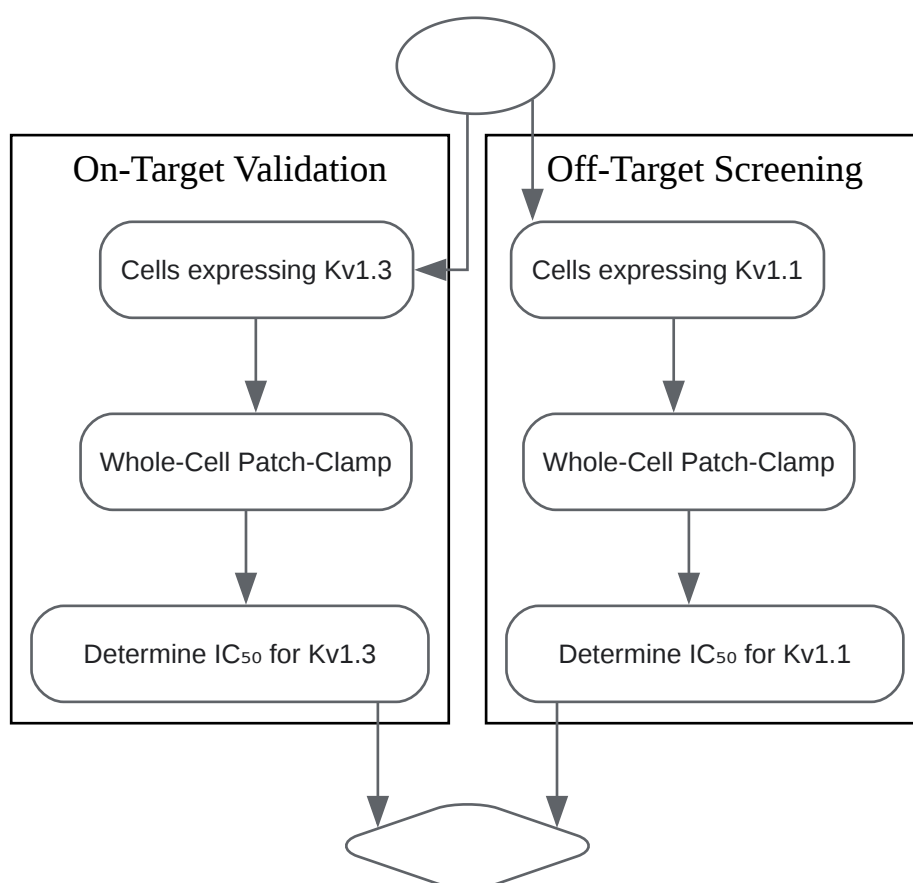 On-Target Validation
Cells expressing Kv1.3
Whole-Cell Patch-Clamp
Determine IC₅₀ for Kv1.3
Off-Target Screening
Cells expressing Kv1.1
Whole-Cell Patch-Clamp
Determine IC₅₀ for Kv1.1